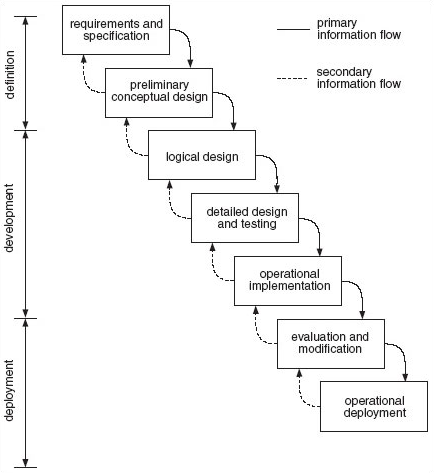 requirements and
specification
primary
information flow
secondary
information flow
definition
preliminary
conceptual design
logical design
development
detailed design
and testing
operational
implementation
evaluation and
modification
deployment
operational
deployment